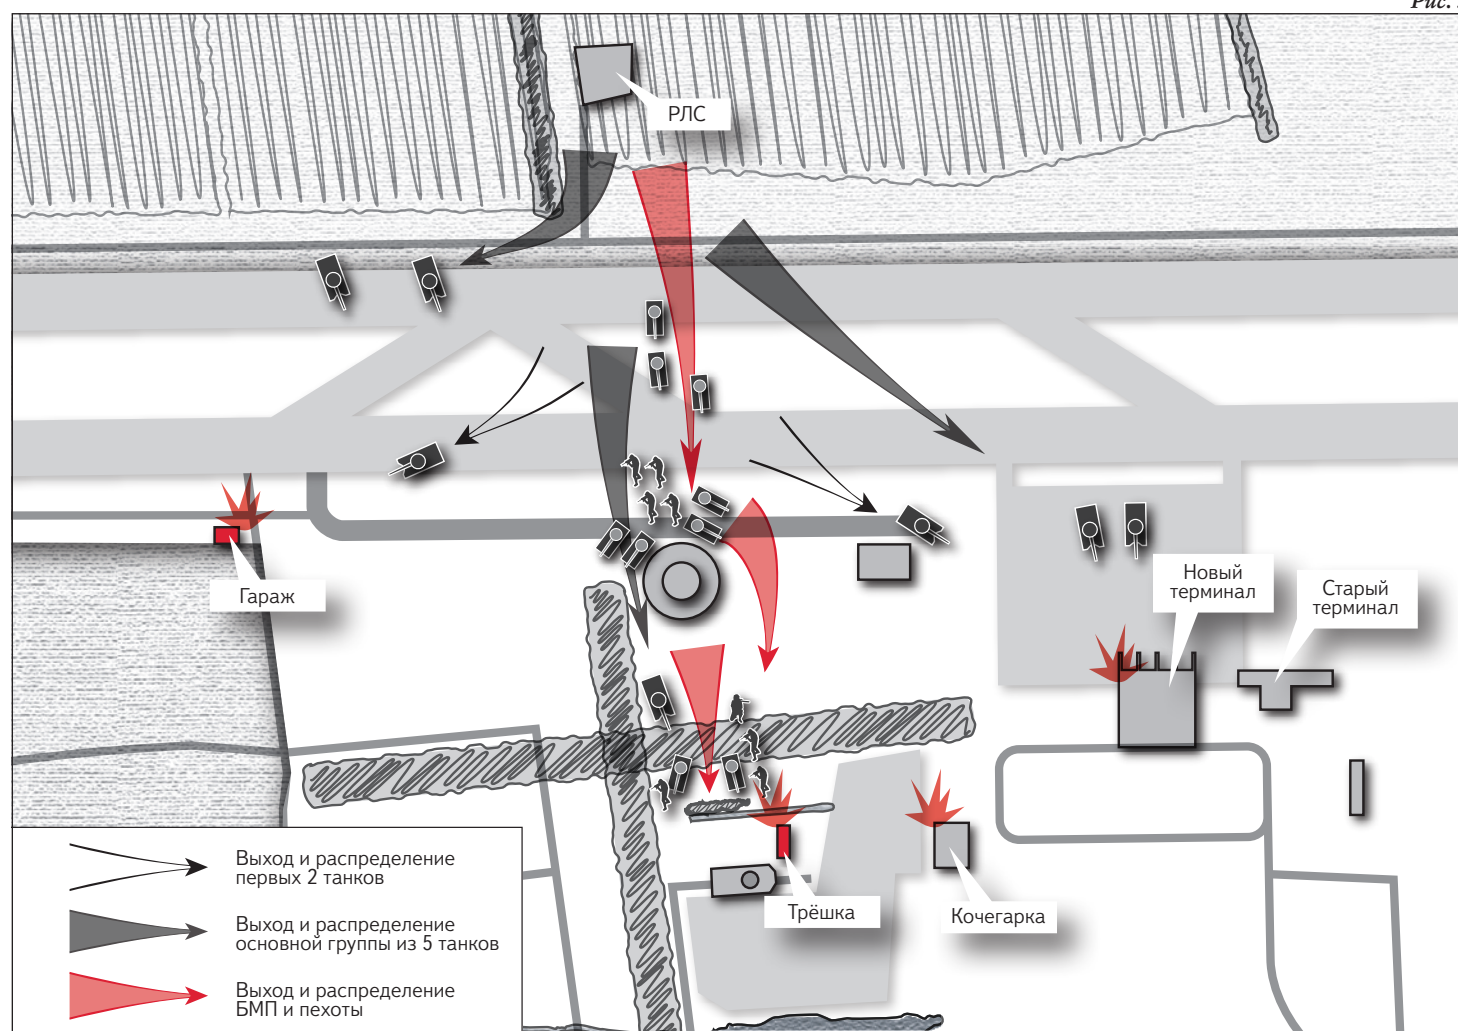 Рис.
РЛС
Гараж
Новый
терминал
Старый
терминал
Трёшка
Кочегарка
Выход и распределение
первых 2 танков
Выход и распределение
основной группы из 5 танков
Выход и распределение
БМП и пехоты